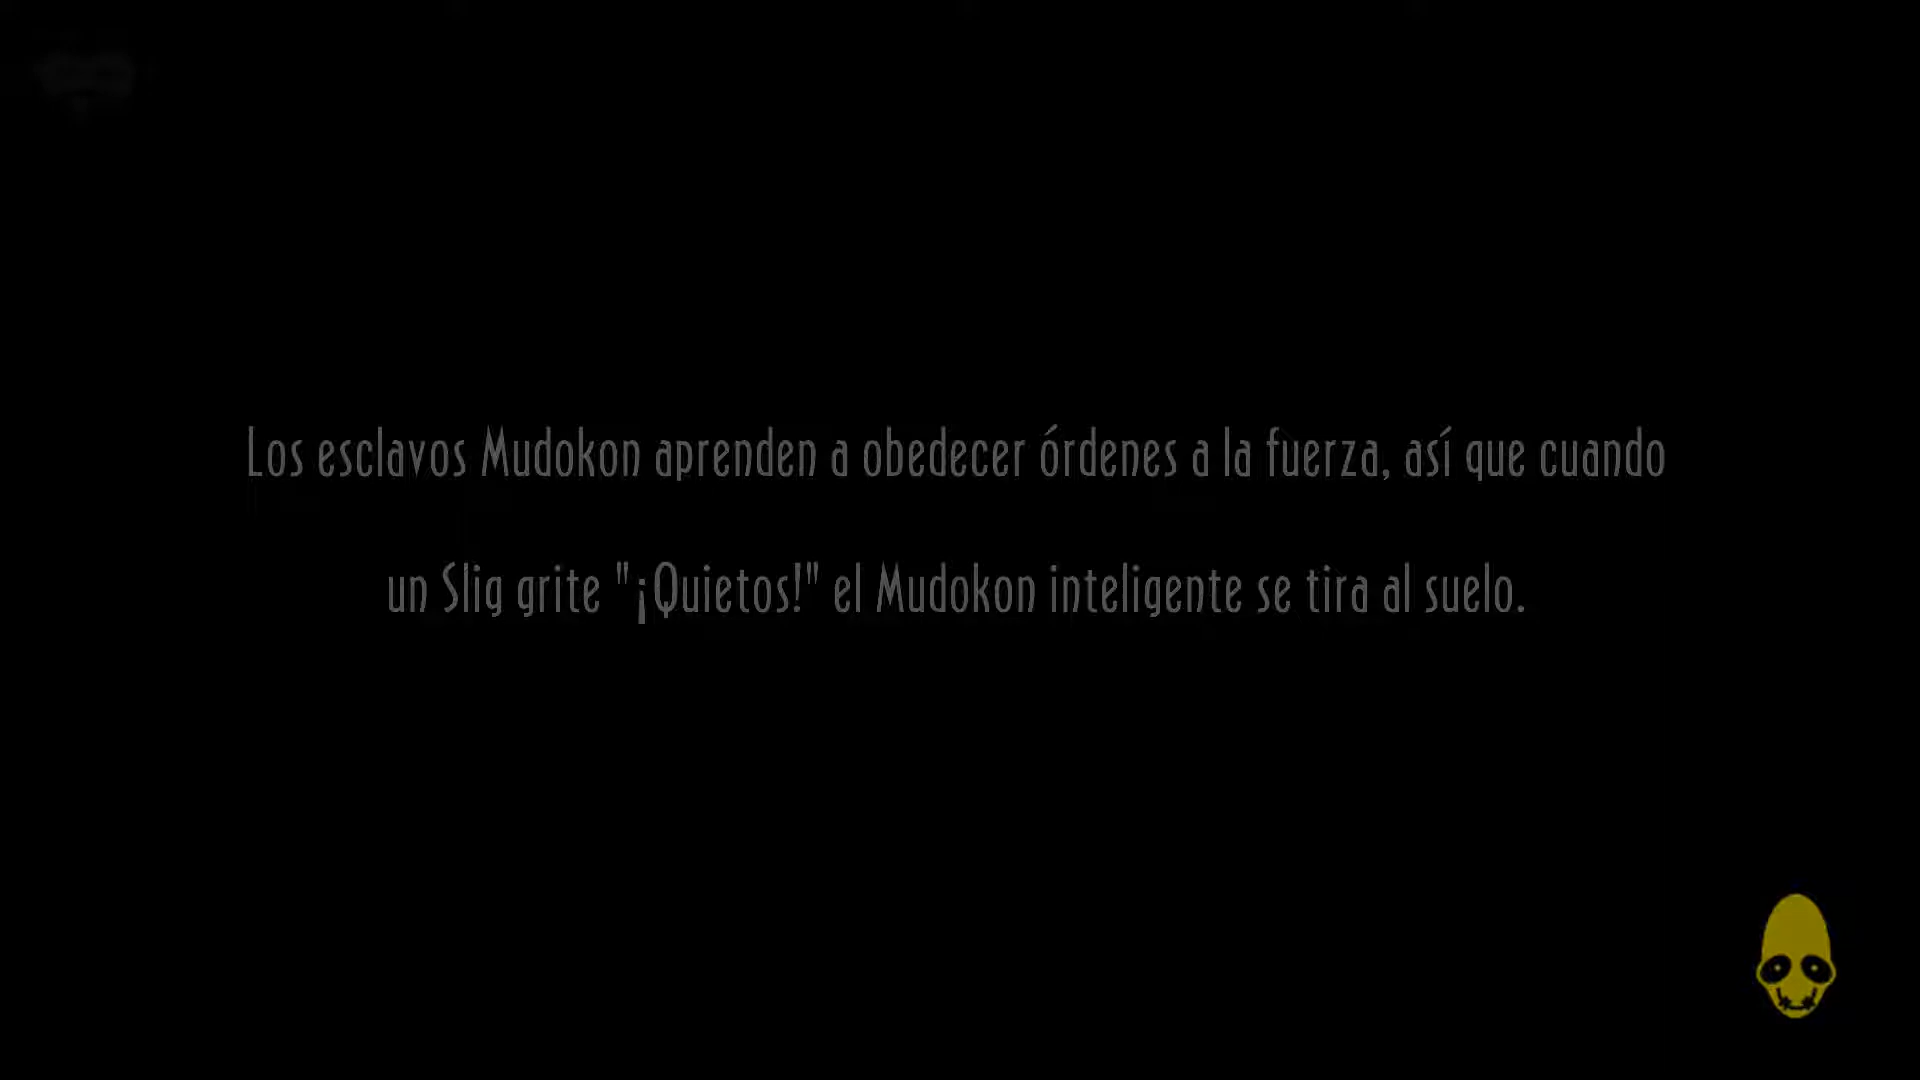 Los esclavos Mudokon aprenden a obedecer órdenes a la fuerza, así que cuando
un Slig grite "¡Quietos!" el Mudokon inteligente se tira al suelo.